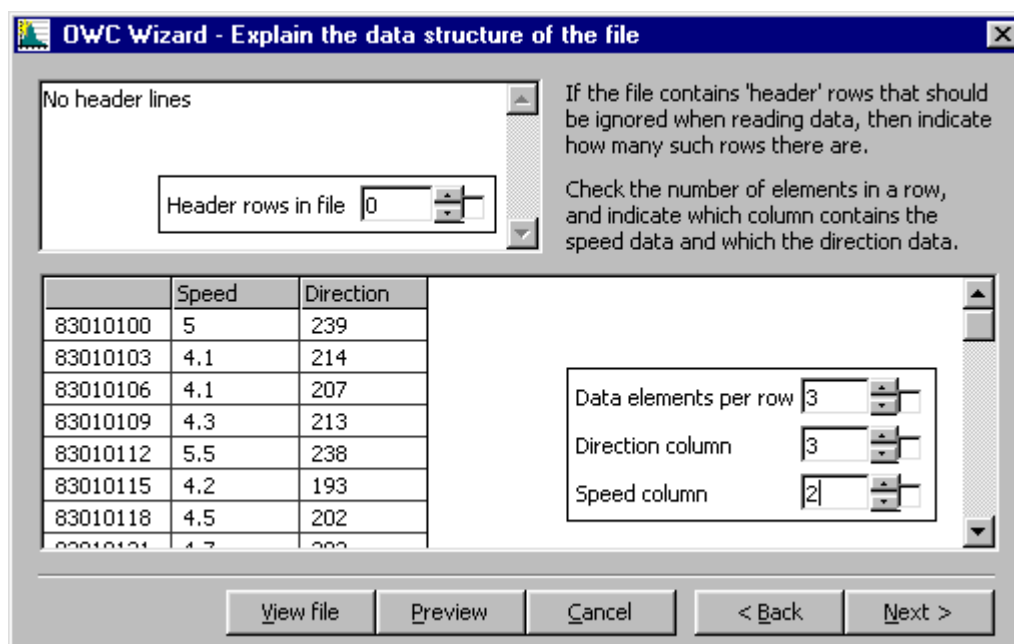 OWC Wizard - Explain the data structure of the file
No header lines
Header rows in file 0
If the file contains 'header' rows that should
be ignored when reading data, then indicate
how many such rows there are.
Check the number of elements in a row,
and indicate which column contains the
speed data and which the direction data.
Speed Direction
83010100 5 239
83010103 4.1 214
83010106 4.1 207
83010109 4.3 213
83010112 5.5 238
83010115 4.2 193
83010118 4.5 202
Data elements per row 3
Direction column 3
Speed column 2
View file Preview Cancel < Back Next >